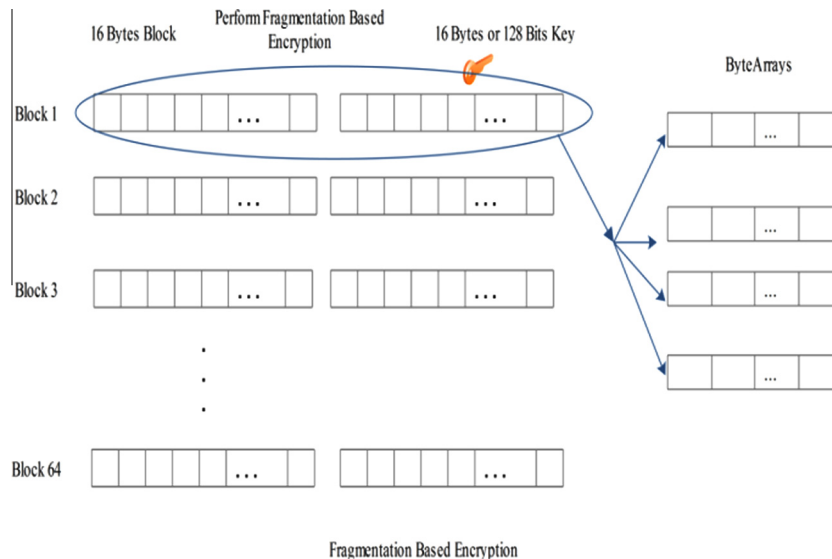 16 Bytes Block
Perform Fragmentation Based
Encryption
16 Bytes or 128 Bits Key
ByteArrays
Block 1
...
...
...
Block 2
...
...
...
Block 3
...
...
...
...
Block 64
...
...
Fragmentation Based Encryption